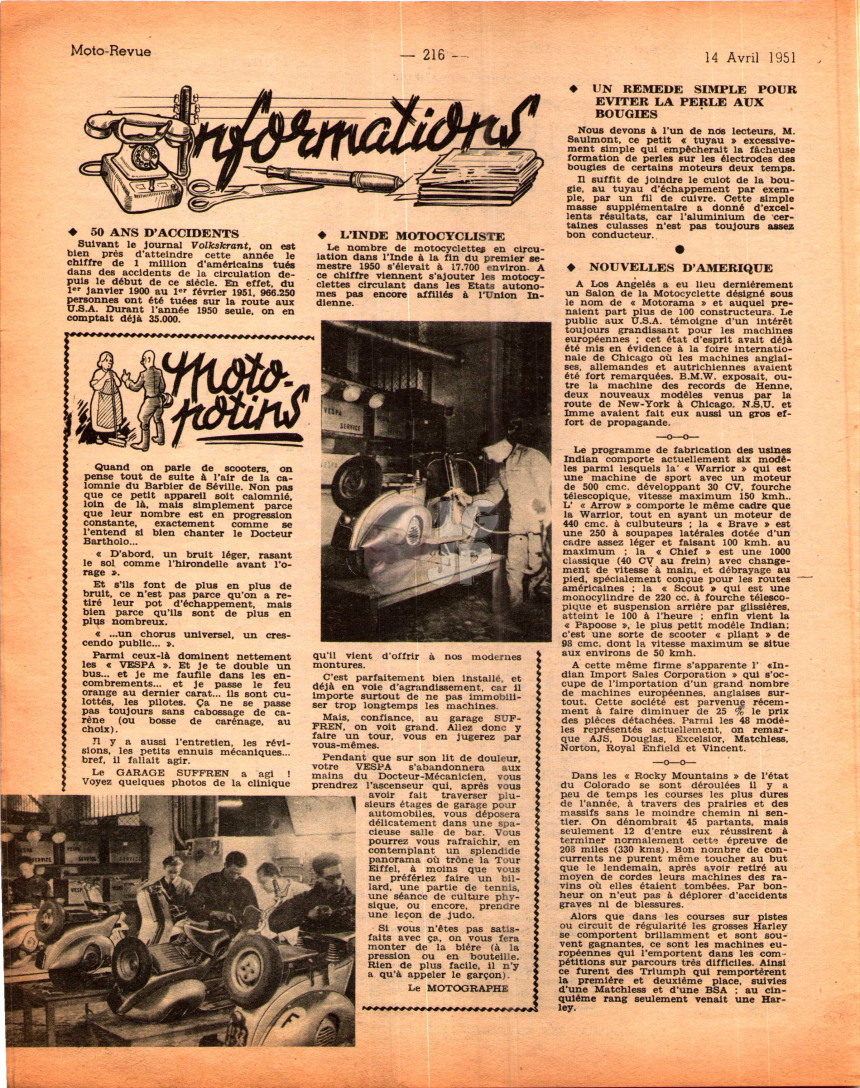 Moto-Revue
— 216 —
14 Avril 1951
Informations
◆ 50 ANS D'ACCIDENTS
Suivant le journal Volkskrant, on est
bien près d'atteindre cette année le
chiffre de 1 million d'américains tués
dans des accidents de la circulation de-
puis le début de ce siècle. En effet, du
1er janvier 1900 au 1er février 1951, 966.250
personnes ont été tuées sur la route aux
U.S.A. Durant l'année 1950 seule, on en
comptait déjà 35.000.
◆ L'INDE MOTOCYCLISTE
Le nombre de motocyclettes en circu-
lation dans l'Inde à la fin du premier se-
mestre 1950 s'élevait à 17.700 environ. A
ce chiffre viennent s'ajouter les motocy-
clettes circulant dans les Etats autono-
mes pas encore affiliés à l'Union In-
dienne.
Moto-
potins
Quand on parle de scooters, on
pense tout de suite à l'air de la ca-
lomnie du Barbier de Séville. Non pas
que ce petit appareil soit calomnié,
loin de là, mais simplement parce
que leur nombre est en progression
constante, exactement comme se
l'entend si bien chanter le Docteur
Bartholo...
« D'abord, un bruit léger, rasant
le sol comme l'hirondelle avant l'o-
rage ».
Et s'ils font de plus en plus de
bruit, ce n'est pas parce qu'on a re-
tiré leur pot d'échappement, mais
bien parce qu'ils sont de plus en
plus nombreux.
« ...un chorus universel, un cres-
cendo public... ».
Parmi ceux-là dominent nettement
les « VESPA ». Et je te double un
bus... et je me faufile dans les en-
combrements... et je passe le feu
orange au dernier carat... ils sont cu-
lottés, les pilotes. Ça ne se passe
pas toujours sans cabossage de ca-
rène (ou bosse de carénage, au
choix).
Il y a aussi l'entretien, les révi-
sions, les petits ennuis mécaniques...
bref, il fallait agir.
Le GARAGE SUFFREN a agi !
Voyez quelques photos de la clinique
VESPA
SERVICE
qu'il vient d'offrir à nos modernes
montures.
C'est parfaitement bien installé, et
déjà en voie d'agrandissement, car il
importe surtout de ne pas immobili-
ser trop longtemps les machines.
Mais, confiance, au garage SUF-
FREN, on voit grand. Allez donc y
faire un tour, vous en jugerez par
vous-mêmes.
Pendant que sur son lit de douleur,
votre VESPA s'abandonnera aux
mains du Docteur-Mécanicien, vous
prendrez l'ascenseur qui, après vous
avoir fait traverser plu-
sieurs étages de garage pour
automobiles, vous déposera
délicatement dans une spa-
cieuse salle de bar. Vous
pourrez vous rafraichir, en
contemplant un splendide
panorama où trône la Tour
Eiffel, à moins que vous
ne préfériez faire un bil-
lard, une partie de tennis,
une séance de culture phy-
sique, ou encore, prendre
une leçon de judo.
Si vous n'êtes pas satis-
faits avec ça, on vous fera
monter de la bière (à la
pression ou en bouteille.
Rien de plus facile, il n'y
a qu'à appeler le garçon).
Le MOTOGRAPHE
◆ UN REMEDE SIMPLE POUR
EVITER LA PERLE AUX
BOUGIES
Nous devons à l'un de nos lecteurs, M.
Saulmont, ce petit « tuyau » excessive-
ment simple qui empêcherait la fâcheuse
formation de perles sur les électrodes des
bougies de certains moteurs deux temps.
Il suffit de joindre le culot de la bou-
gie, au tuyau d'échappement par exem-
ple, par un fil de cuivre. Cette simple
masse supplémentaire a donné d'excel-
lents résultats, car l'aluminium de cer-
taines culasses n'est pas toujours assez
bon conducteur.
◆ NOUVELLES D'AMERIQUE
A Los Angelés a eu lieu dernièrement
un Salon de la Motocyclette désigné sous
le nom de « Motorama » et auquel pre-
naient part plus de 100 constructeurs. Le
public aux U.S.A. témoigne d'un intérêt
toujours grandissant pour les machines
européennes ; cet état d'esprit avait déjà
été mis en évidence à la foire internatio-
nale de Chicago où les machines anglai-
ses, allemandes et autrichiennes avaient
été fort remarquées. B.M.W. exposait, ou-
tre la machine des records de Henne,
deux nouveaux modèles venus par la
route de New-York à Chicago. N.S.U. et
Imme avaient fait eux aussi un gros ef-
fort de propagande.
Le programme de fabrication des usines
Indian comporte actuellement six modè-
les parmi lesquels la « Warrior » qui est
une machine de sport avec un moteur
de 500 cmc. développant 30 CV, fourche
télescopique, vitesse maximum 150 kmh..
L' « Arrow » comporte le même cadre que
la Warrior, tout en ayant un moteur de
440 cmc. à culbuteurs ; la « Brave » est
une 250 à soupapes latérales dotée d'un
cadre assez léger et faisant 100 kmh. au
maximum ; la « Chief » est une 1000
classique (40 CV au frein) avec change-
ment de vitesse à main, et débrayage au
pied, spécialement conçue pour les routes
américaines ; la « Scout » qui est une
monocylindre de 220 cc. à fourche télesco-
pique et suspension arrière par glissières,
atteint le 100 à l'heure ; enfin vient la
« Papoose », le plus petit modèle Indian;
c'est une sorte de scooter « pliant » de
98 cmc, dont la vitesse maximum se situe
aux environs de 50 kmh.
A cette même firme s'apparente l' «In-
dian Import Sales Corporation » qui s'oc-
cupe de l'importation d'un grand nombre
de machines européennes, anglaises sur-
tout. Cette société est parvenue récem-
ment à faire diminuer de 25 % le prix
des pièces détachées. Parmi les 48 modè-
les représentés actuellement, on remar-
que AJS, Douglas, Excelsior, Matchless,
Norton, Royal Enfield et Vincent.
Dans les « Rocky Mountains » de l'état
du Colorado se sont déroulées il y a
peu de temps les courses les plus dures
de l'année, à travers des prairies et des
massifs sans le moindre chemin ni sen-
tier. On dénombrait 45 partants, mais
seulement 12 d'entre eux réussirent à
terminer normalement cette épreuve de
208 miles (330 kms). Bon nombre de con-
currents ne purent même toucher au but
que le lendemain, après avoir retiré au
moyen de cordes leurs machines des ra-
vins où elles étaient tombées. Par bon-
heur on n'eut pas à déplorer d'accidents
graves ni de blessures.
Alors que dans les courses sur pistes
ou circuit de régularité les grosses Harley
se comportent brillamment et sont sou-
vent gagnantes, ce sont les machines eu-
ropéennes qui l'emportent dans les com-
pétitions sur parcours très difficiles. Ainsi
ce furent des Triumph qui remportèrent
la première et deuxième place, suivies
d'une Matchless et d'une BSA : au cin-
quième rang seulement venait une Har-
ley.